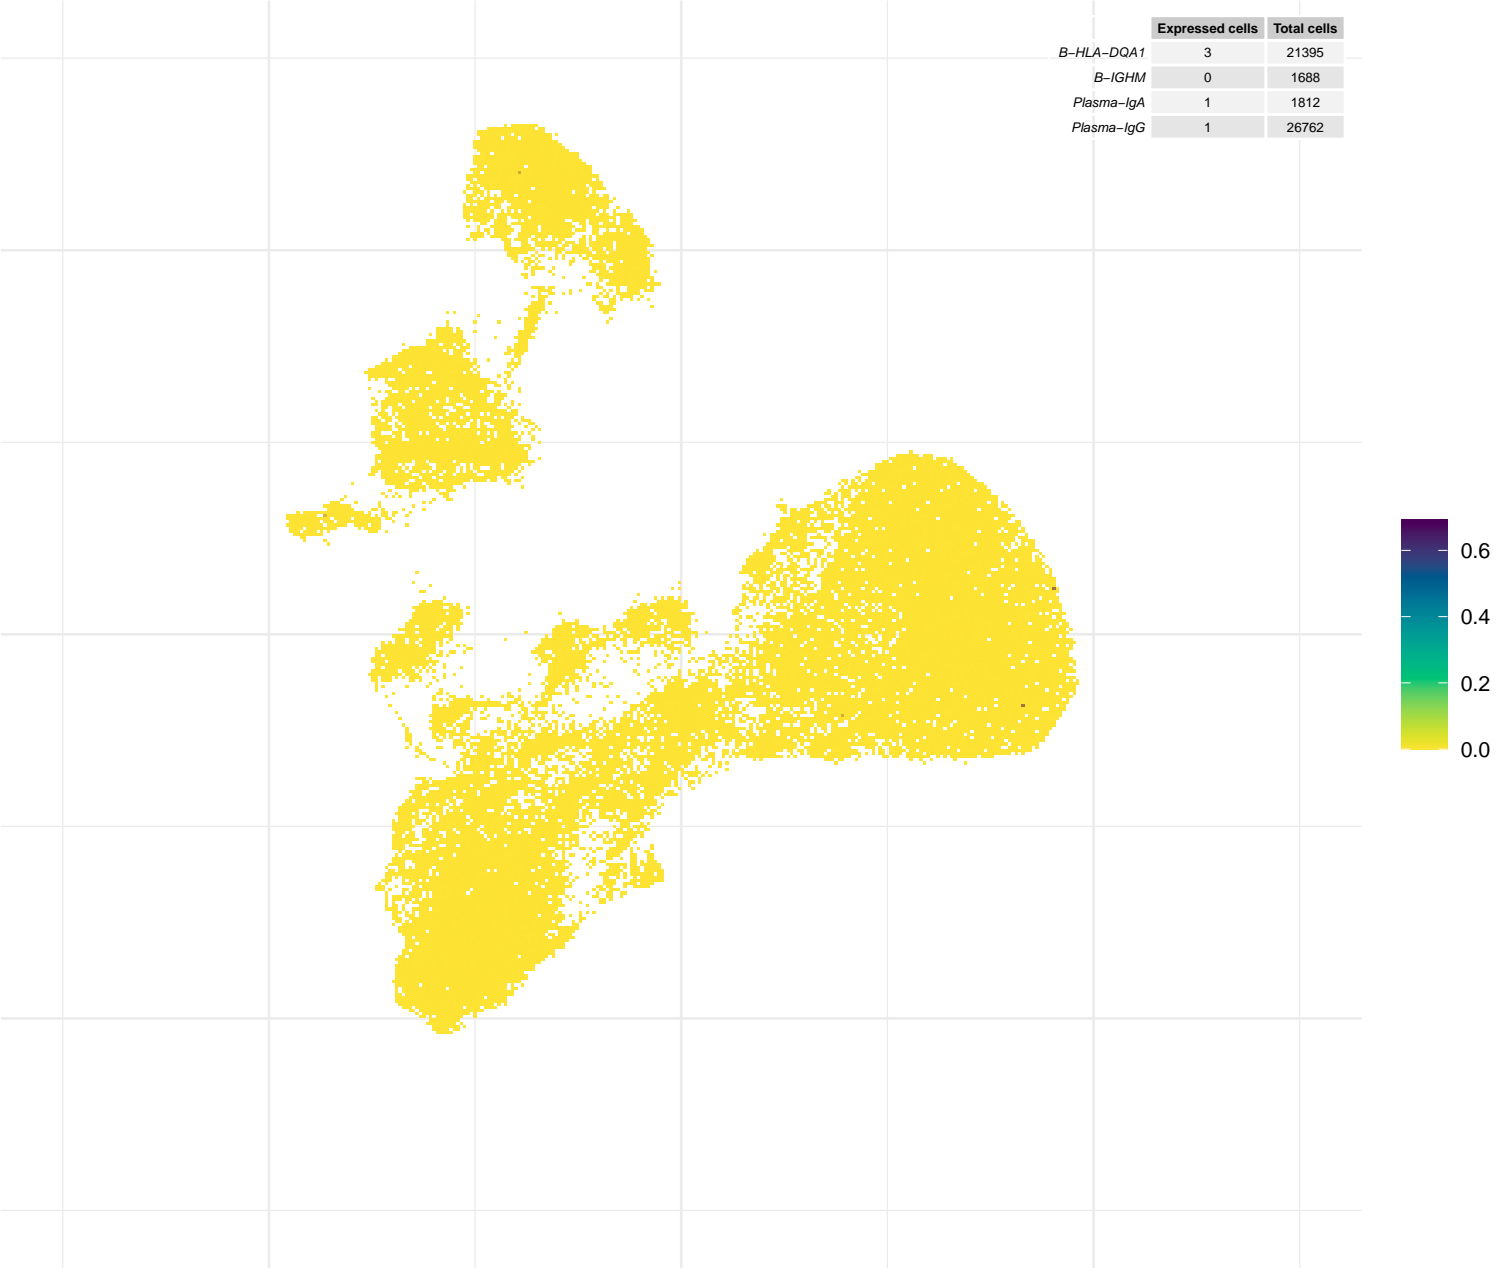 Expressed cells Total cells
B−HLA−DQA1 3 21395
B−IGHM 0 1688
Plasma−IgA 1 1812
Plasma−IgG 1 26762
0.6
0.4
0.2
0.0